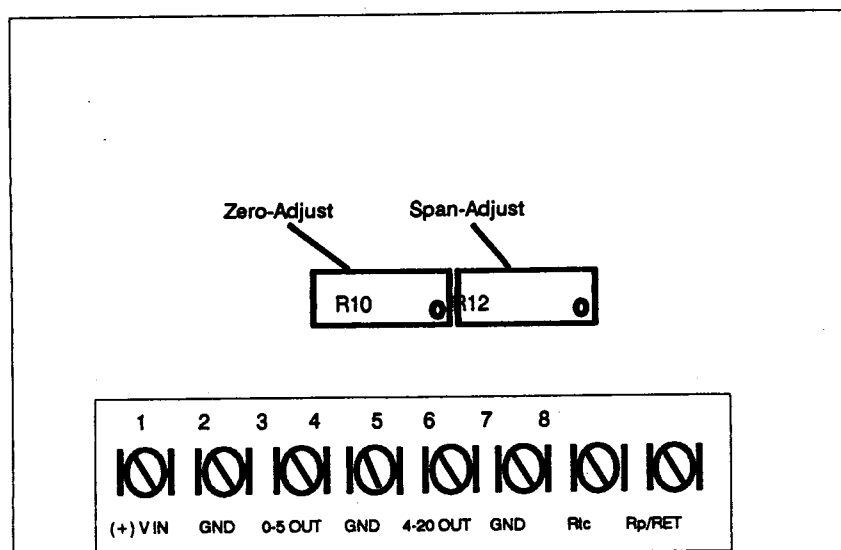 Zero-Adjust Span-Adjust
R10 R12
1 2 3 4 5 6 7 8
(+) V IN GND 0-5 OUT GND 4-20 OUT GND Rtc Rp/RET